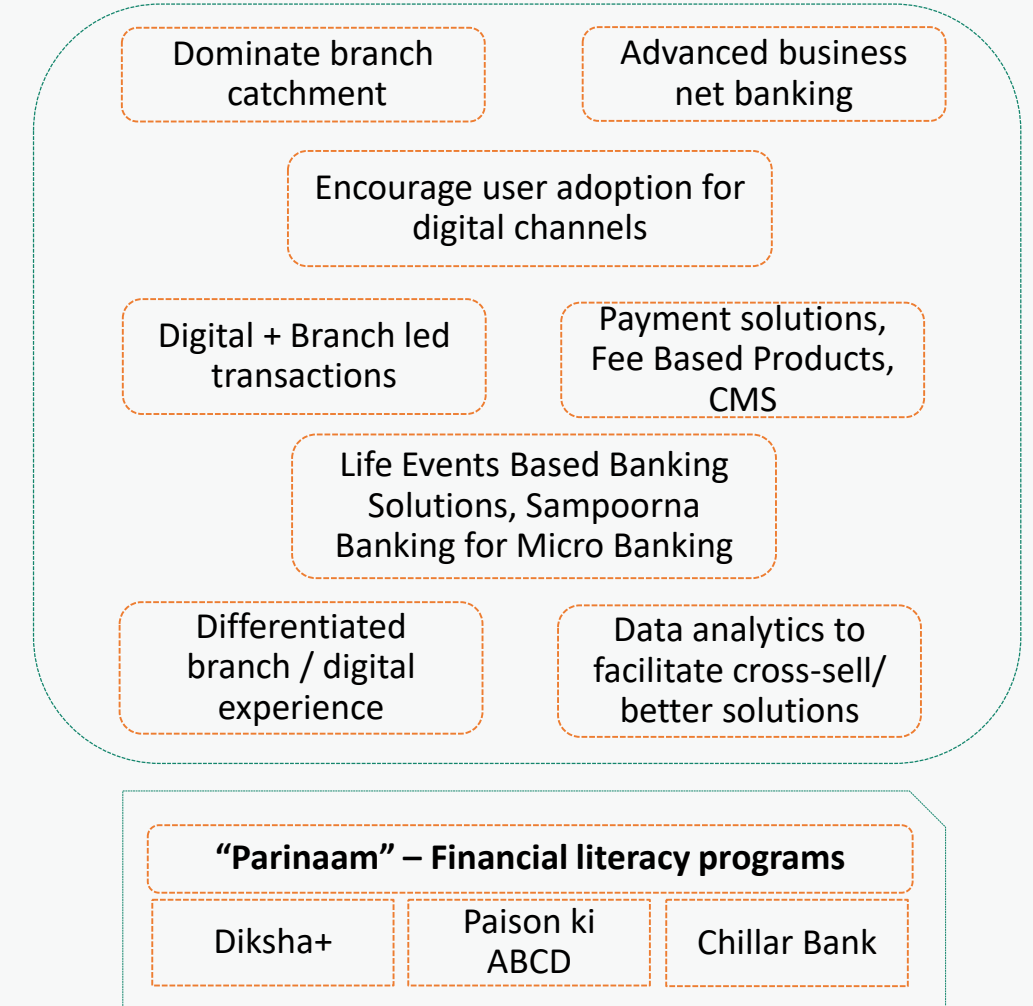 Dominate branch
catchment
Advanced business
net banking
Encourage user adoption for
digital channels
Digital + Branch led
transactions
Payment solutions,
Fee Based Products,
CMS
Life Events Based Banking
Solutions, Sampoorna
Banking for Micro Banking
Differentiated
branch / digital
experience
Data analytics to
facilitate cross-sell/
better solutions
“Parinaam” – Financial literacy programs
Diksha+
Paison ki
ABCD
Chillar Bank